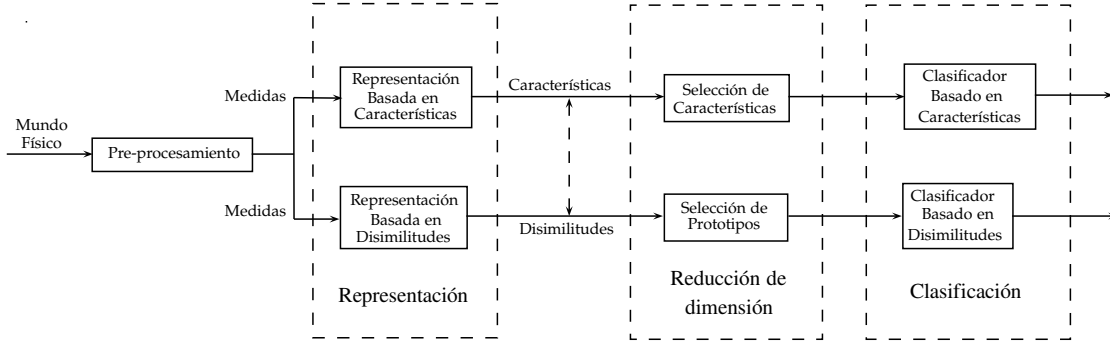 Mundo
Físico
Pre-procesamiento
Medidas
Medidas
Representación
Basada en
Características
Representación
Basada en
Disimilitudes
Representación
Características
Disimilitudes
Selección de
Características
Selección de
Prototipos
Reducción de
dimensión
Clasificador
Basado en
Características
Clasificador
Basado en
Disimilitudes
Clasificación